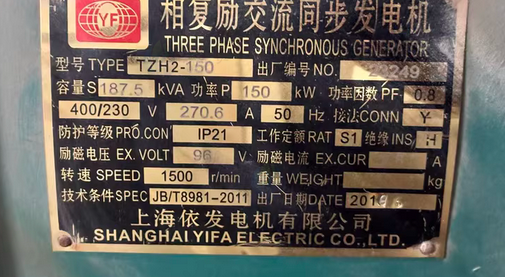 YF
相复励交流同步发电机
THREE PHASE SYNCHRONOUS GENERATOR
型号 TYPE TZH2-150 出厂编号 NO.
容量 S 187.5 kVA 功率 P 150 kW 功率因数 PF 0.8
400/230 V 270.6 A 50 Hz 接法 CONN Y
防护等级 PRO.CON IP21 工作定额 RAT S1 绝缘 INS H
励磁电压 EX.VOLT V 励磁电流 EX.CUR A
转速 SPEED 1500 r/min 重量 WEIGHT kg
技术条件 SPEC JB/T8981-2011 出厂日期 DATE
上海依发电机有限公司
SHANGHAI YIFA ELECTRIC CO.,LTD.